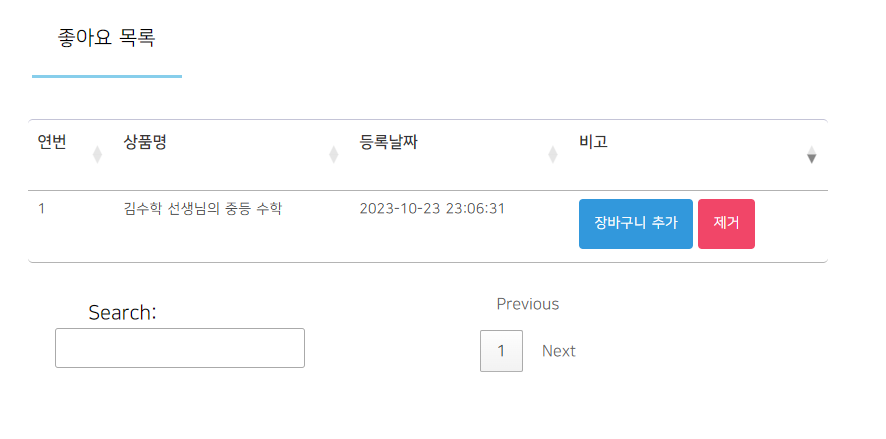 좋아요 목록
연번 상품명 등록날짜 비고
1 김수학 선생님의 중등 수학 2023-10-23 23:06:31 장바구니 추가 제거
Search:
Previous
1 Next